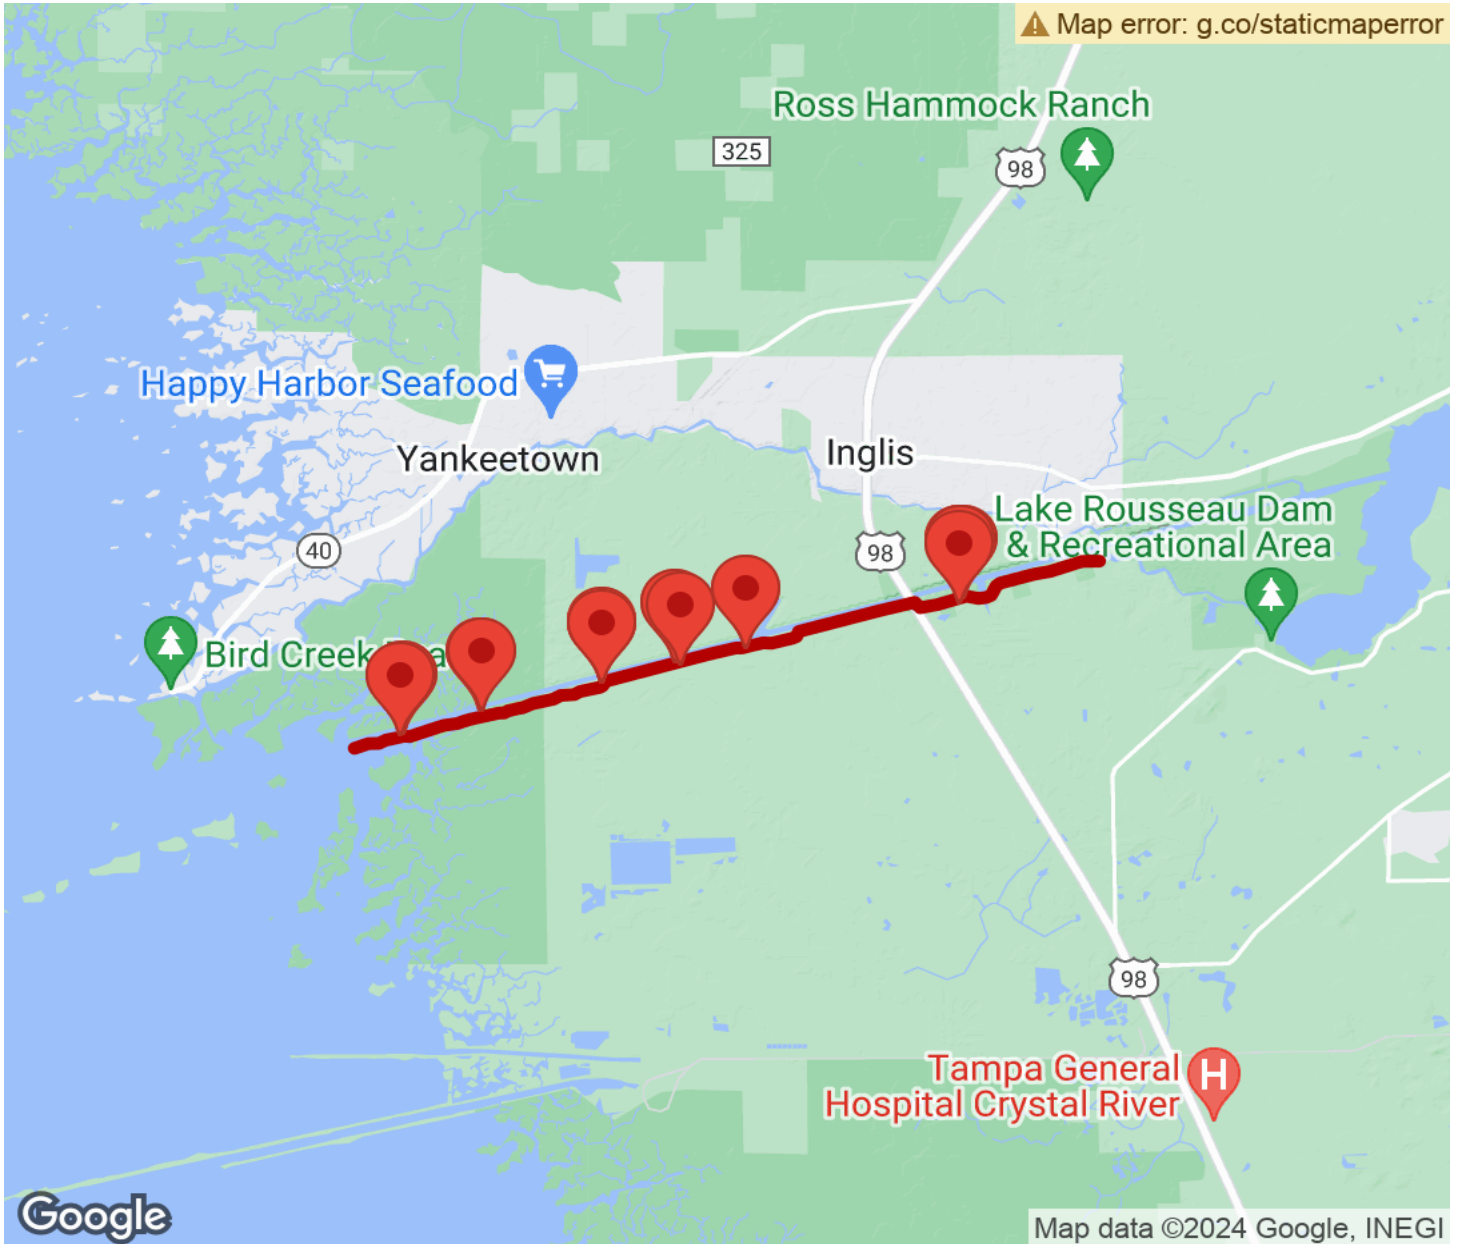 Map error: g.co/staticmaperror
Ross Hammock Ranch
325
98
Happy Harbor Seafood
Yankeetown
Inglis
Lake Rousseau Dam
& Recreational Area
98
40
Bird Creek
98
Tampa General
Hospital Crystal River
H
Google
Map data ©2024 Google, INEGI